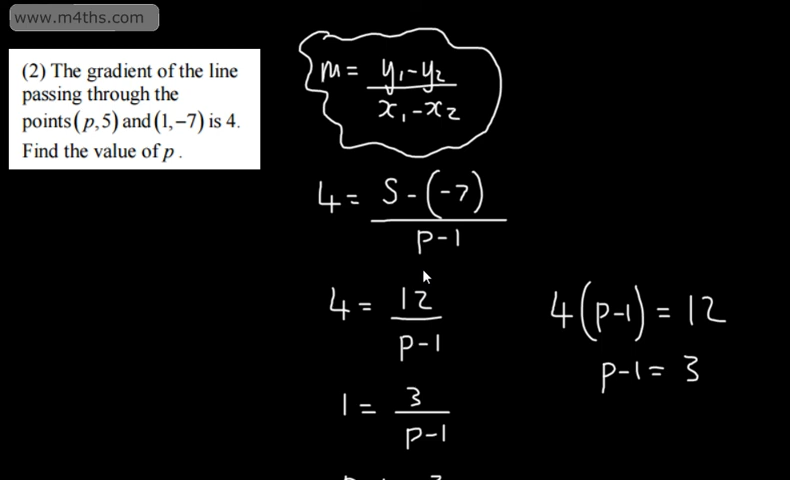 www.m4ths.com
(2) The gradient of the line
passing through the
points(p,5) and(1,−7) is 4.
Find the value of p .
m = y₁-y₂
x₁-x₂
4 = 5-(-7)
p-1
4 = 12
p-1
4(p-1) = 12
p-1 = 3
1 = 3
p-1